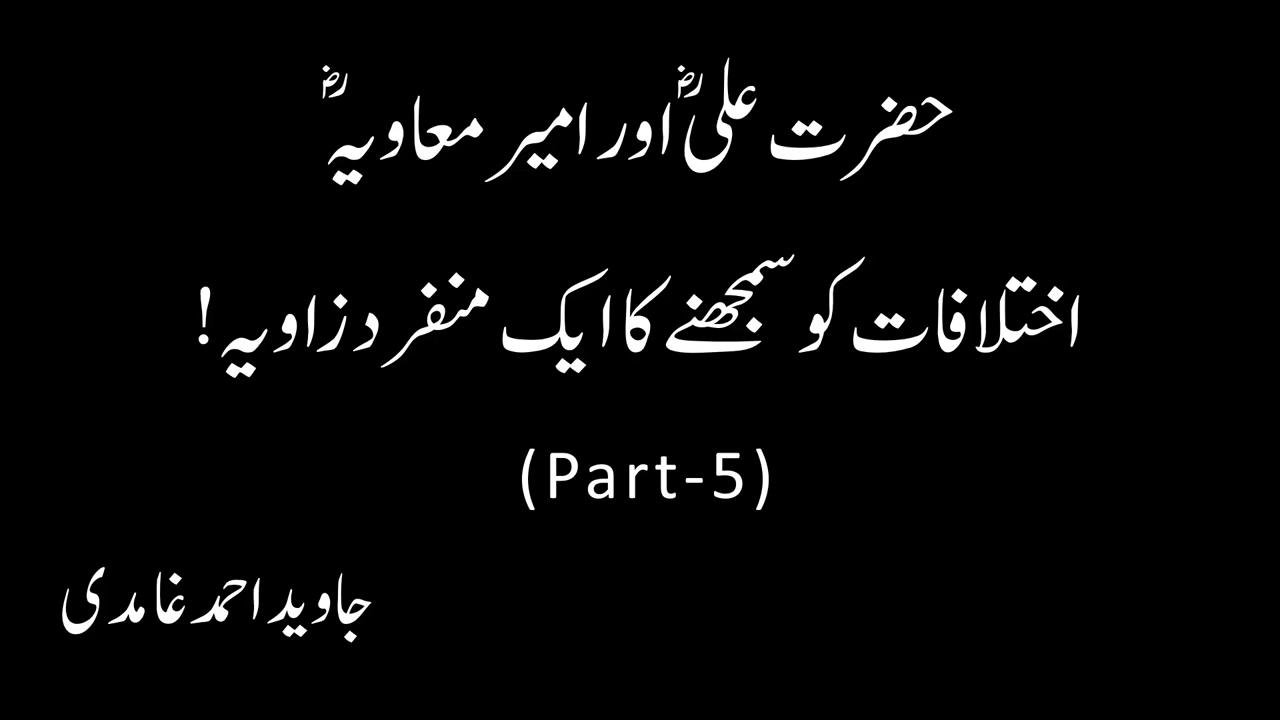 حضرت علیؓ اور امیر معاویہؓ
اختلافات کو سمجھنے کا ایک منفرد زاویہ!
(Part-5)
جاوید احمد غامدی